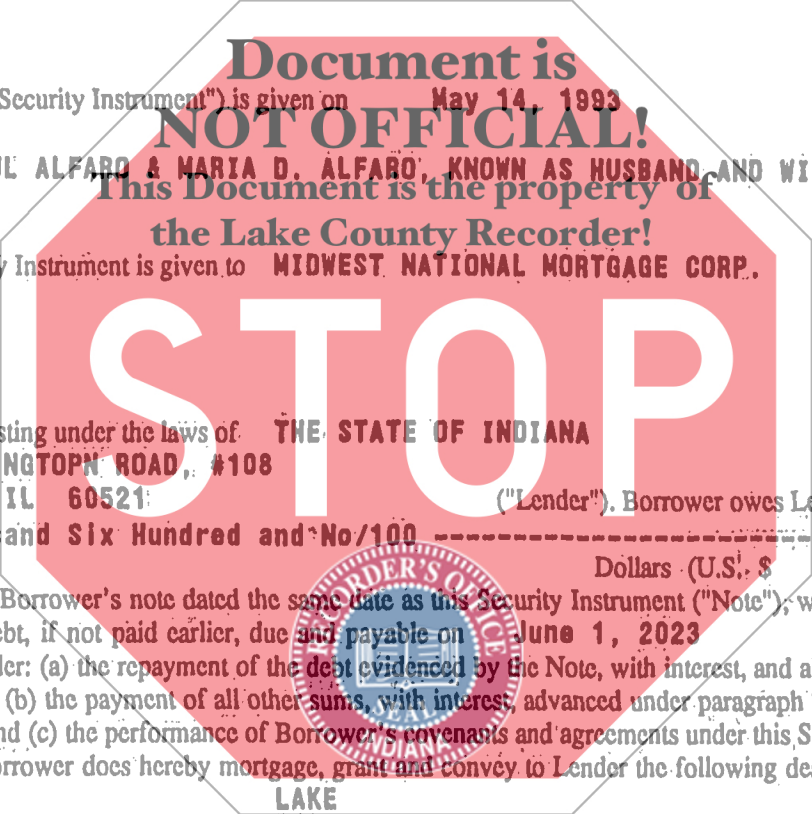 Document is
Security Instrument") is given on May 14, 1993
NOT OFFICIAL!
ALFARO & MARIA D. ALFARO, KNOWN AS HUSBAND AND WI
This Document is the property of
the Lake County Recorder!
Instrument is given to MIDWEST NATIONAL MORTGAGE CORP.
STOP
sting under the laws of THE STATE OF INDIANA
NGTOPN ROAD, #108
IL 60521 ("Lender"). Borrower owes Le
and Six Hundred and No/100 --------------------------------
Dollars (U.S. $
Borrower's note dated the same date as this Security Instrument ("Note"), w
ebt, if not paid earlier, due and payable on June 1, 2023
der: (a) the repayment of the debt evidenced by the Note, with interest, and a
(b) the payment of all other sums, with interest, advanced under paragraph
nd (c) the performance of Borrower's covenants and agreements under this S
orrower does hereby mortgage, grant and convey to Lender the following de
LAKE
RECORDER'S OFFICE
SEAL
INDIANA